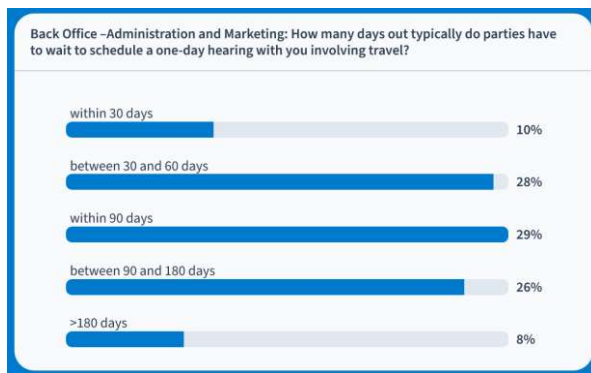 Back Office –Administration and Marketing: How many days out typically do parties have
to wait to schedule a one-day hearing with you involving travel?
within 30 days
10%
between 30 and 60 days
28%
within 90 days
29%
between 90 and 180 days
26%
>180 days
8%